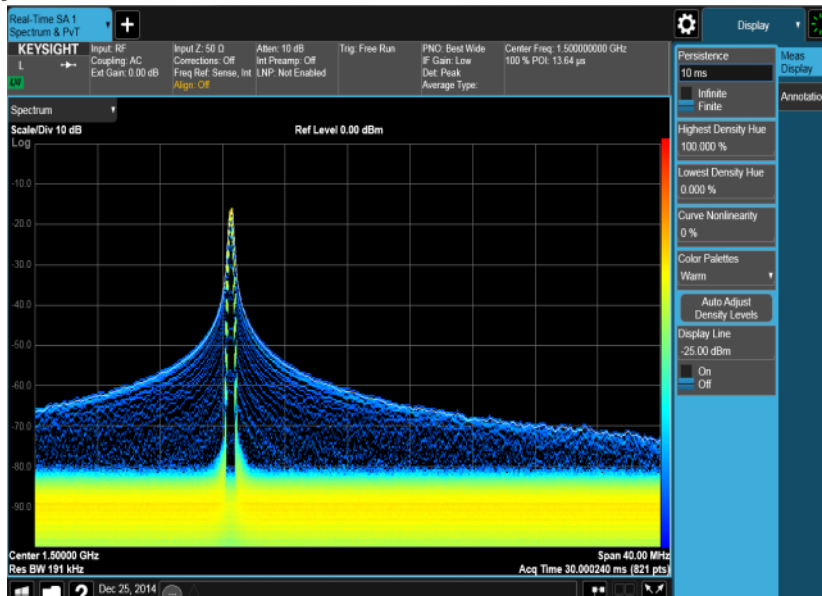 Real-Time SA 1
Spectrum & PvT
+
Display
KEYSIGHT
L
LXI
Input: RF
Coupling: AC
Ext Gain: 0.00 dB
Input Z: 50 Ω
Corrections: Off
Freq Ref: Sense, Int
Align: Off
Atten: 10 dB
Int Preamp: Off
LNP: Not Enabled
Trig: Free Run
PNO: Best Wide
IF Gain: Low
Det: Peak
Average Type:
Center Freq: 1.500000000 GHz
100 % POI: 13.64 µs
Spectrum
Scale/Div 10 dB
Ref Level 0.00 dBm
Log
-10.0
-20.0
-30.0
-40.0
-50.0
-60.0
-70.0
-80.0
-90.0
Center 1.50000 GHz
Span 40.00 MHz
Res BW 191 kHz
Acq Time 30.000240 ms (821 pts)
?
Dec 25, 2014
Persistence
10 ms
Infinite
Finite
Highest Density Hue
100.000 %
Lowest Density Hue
0.000 %
Curve Nonlinearity
0 %
Color Palettes
Warm
Auto Adjust
Density Levels
Display Line
-25.00 dBm
On
Off
Meas
Display
Annotatio